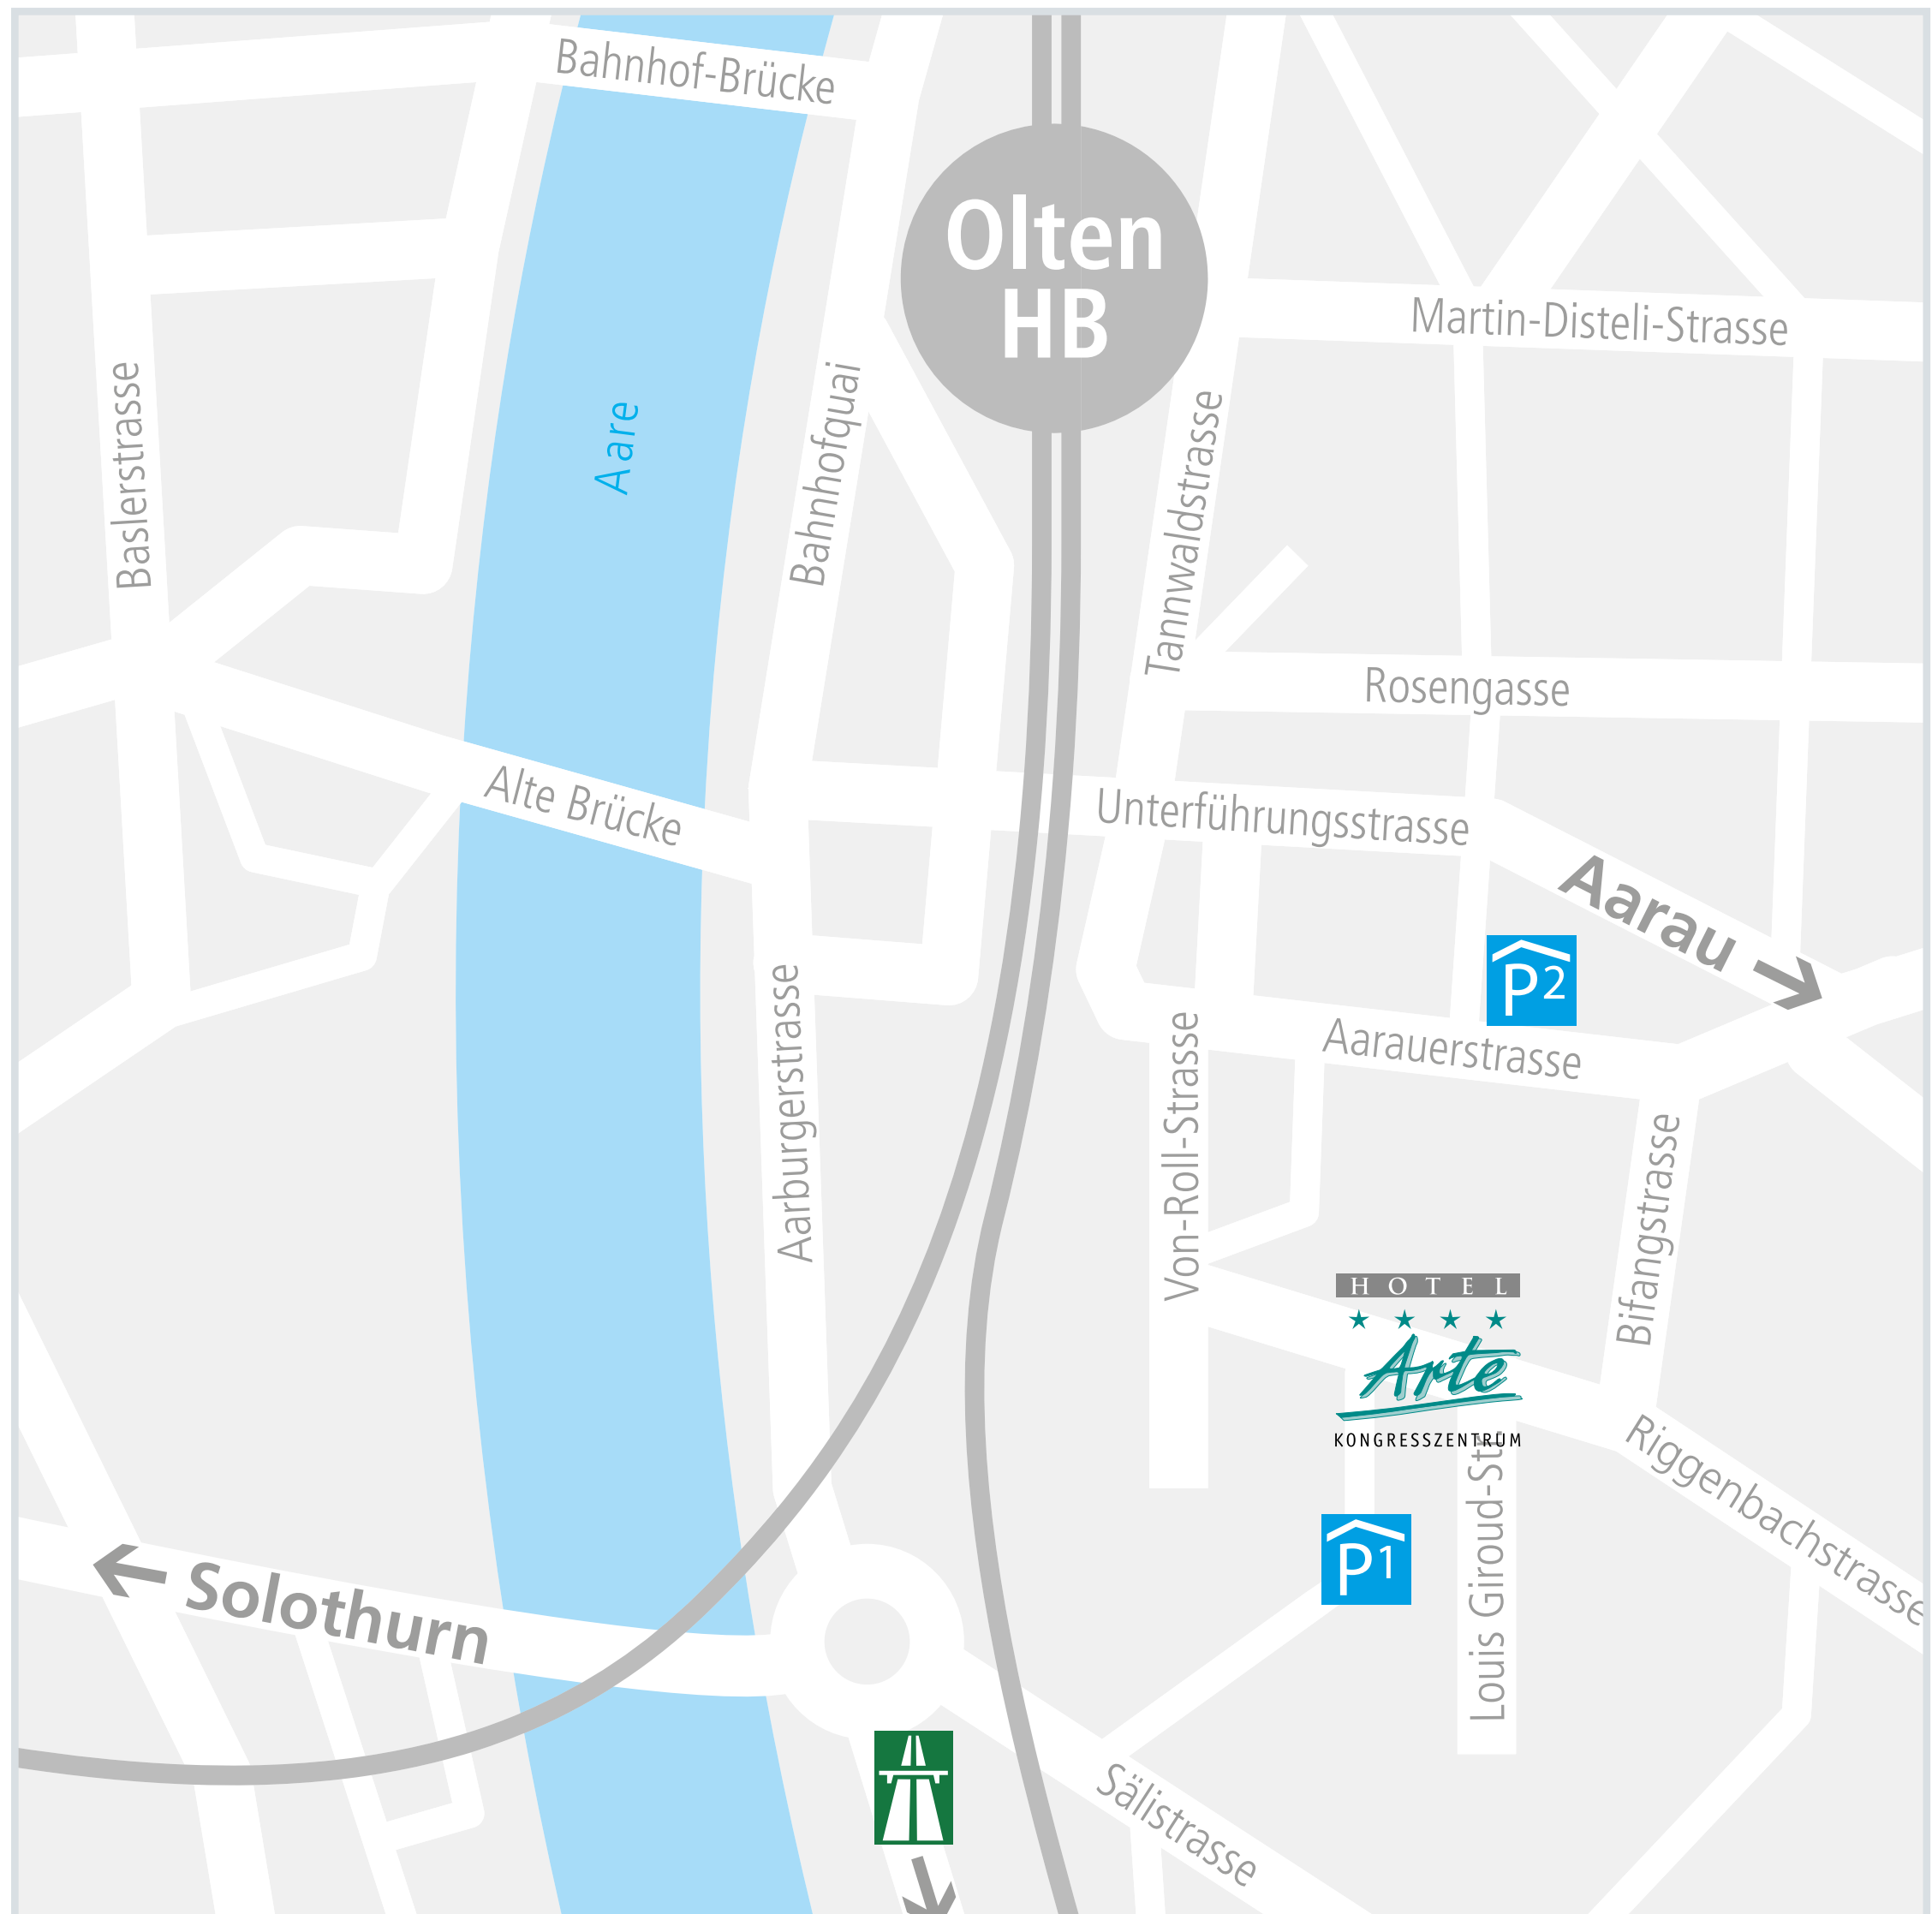 Bahnhof-Brücke
Olten
HB
Martin-Disteli-Strasse
Baslerstrasse
Aare
Bahnhofquai
Tannwaldstrasse
Rosengasse
Alte Brücke
Unterführungsstrasse
Aarau
P2
Aarauerstrasse
Aarburgerstrasse
Von-Roll-Strasse
Bifangstrasse
HOTEL
Arte
KONGRESSZENTRUM
Riggenbachstrasse
Louis Giroud-Str
P1
Solothurn
Sälistrasse